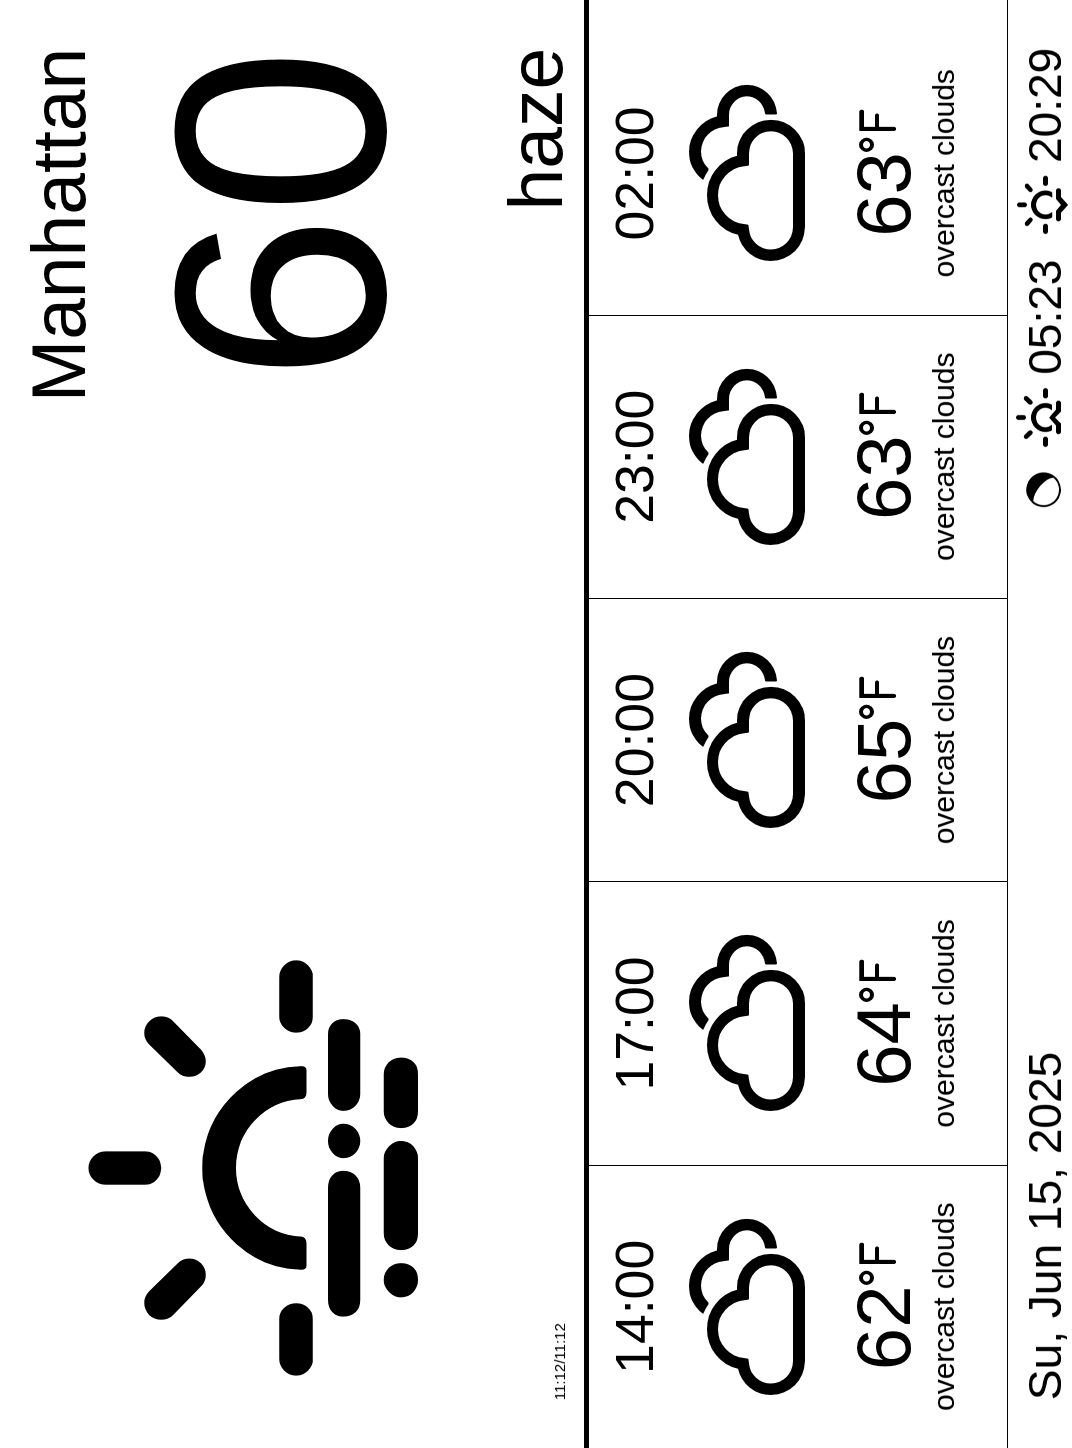 Manhattan
60
haze
11:12/11:12
14:00 17:00 20:00 23:00 02:00
62°F 64°F 65°F 63°F 63°F
overcast clouds overcast clouds overcast clouds overcast clouds overcast clouds
Su, Jun 15, 2025 05:23 20:29